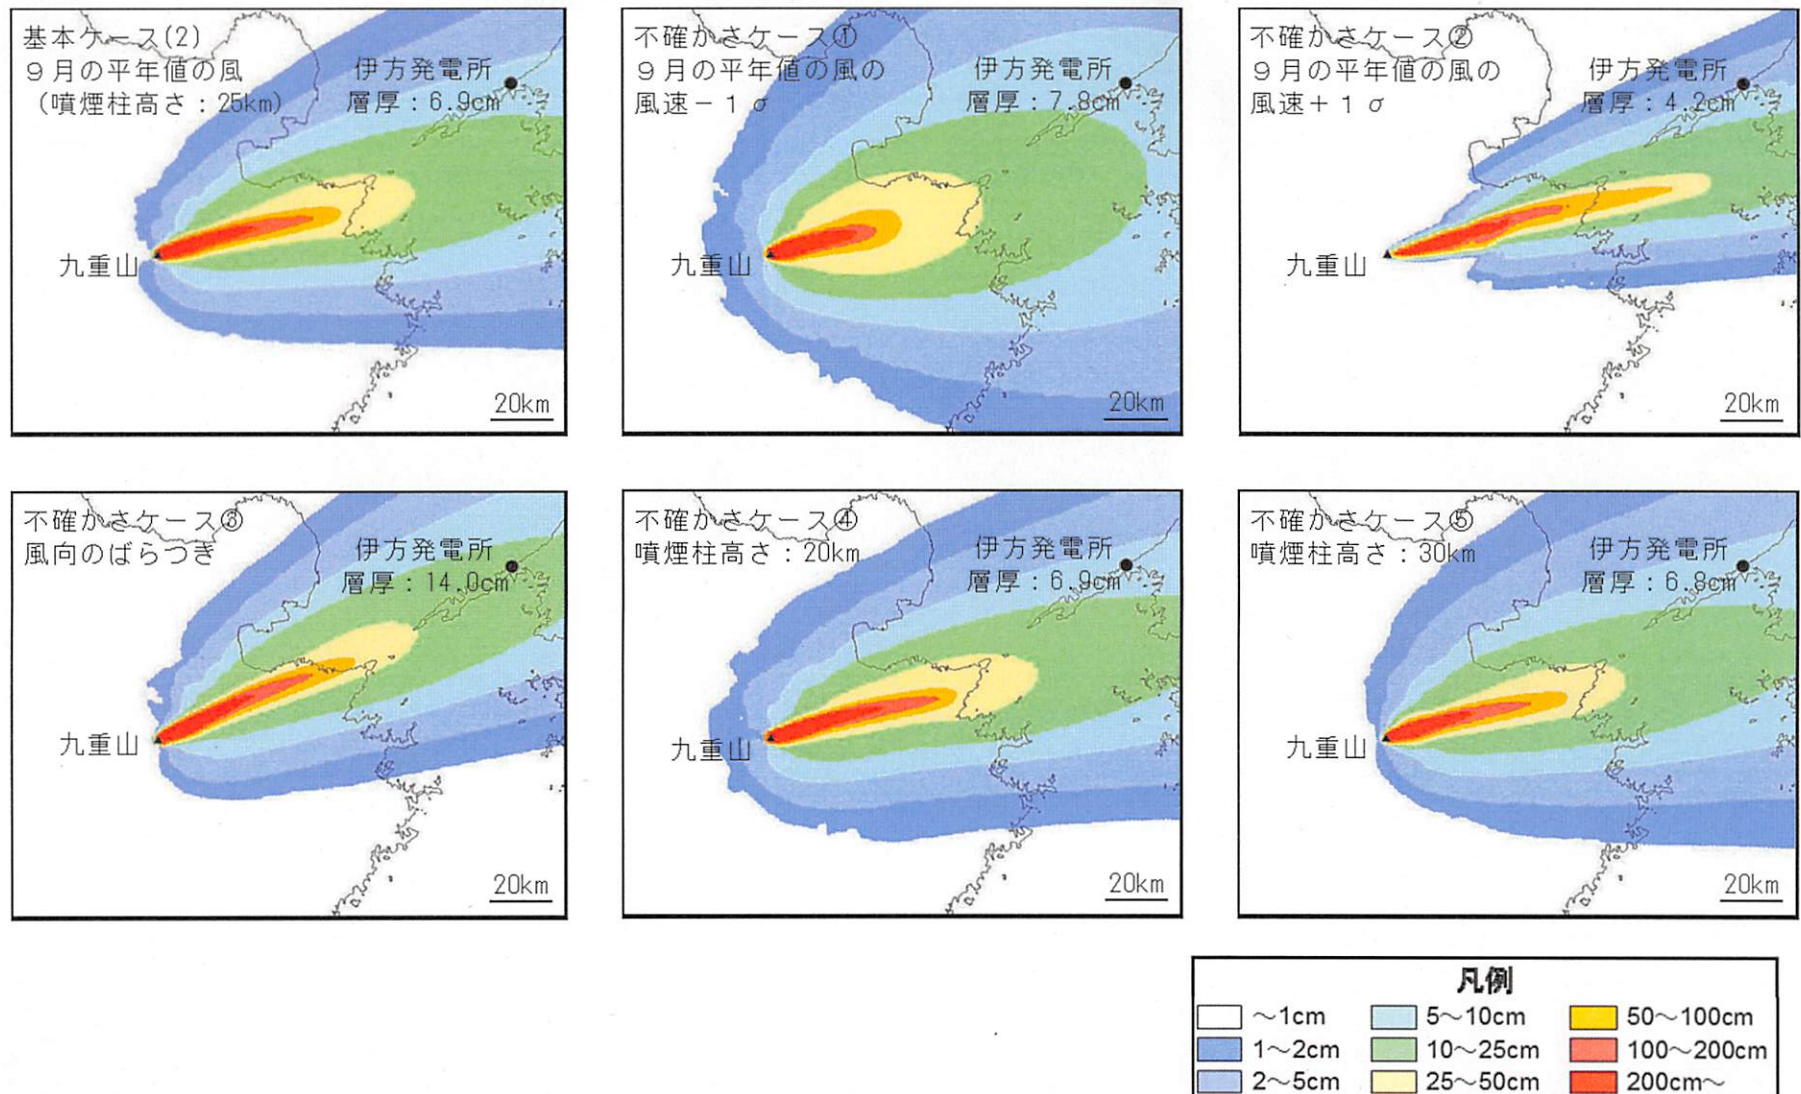 基本ケース(2)
9月の平年値の風
(噴煙柱高さ：25km)
伊方発電所
層厚：6.9cm
九重山
20km
不確かさケース①
9月の平年値の風の
風速－1σ
伊方発電所
層厚：7.8cm
九重山
20km
不確かさケース②
9月の平年値の風の
風速＋1σ
伊方発電所
層厚：4.2cm
九重山
20km
不確かさケース③
風向のばらつき
伊方発電所
層厚：14.0cm
九重山
20km
不確かさケース④
噴煙柱高さ：20km
伊方発電所
層厚：6.9cm
九重山
20km
不確かさケース⑤
噴煙柱高さ：30km
伊方発電所
層厚：6.8cm
九重山
20km
凡例
～1cm 5～10cm 50～100cm
1～2cm 10～25cm 100～200cm
2～5cm 25～50cm 200cm～